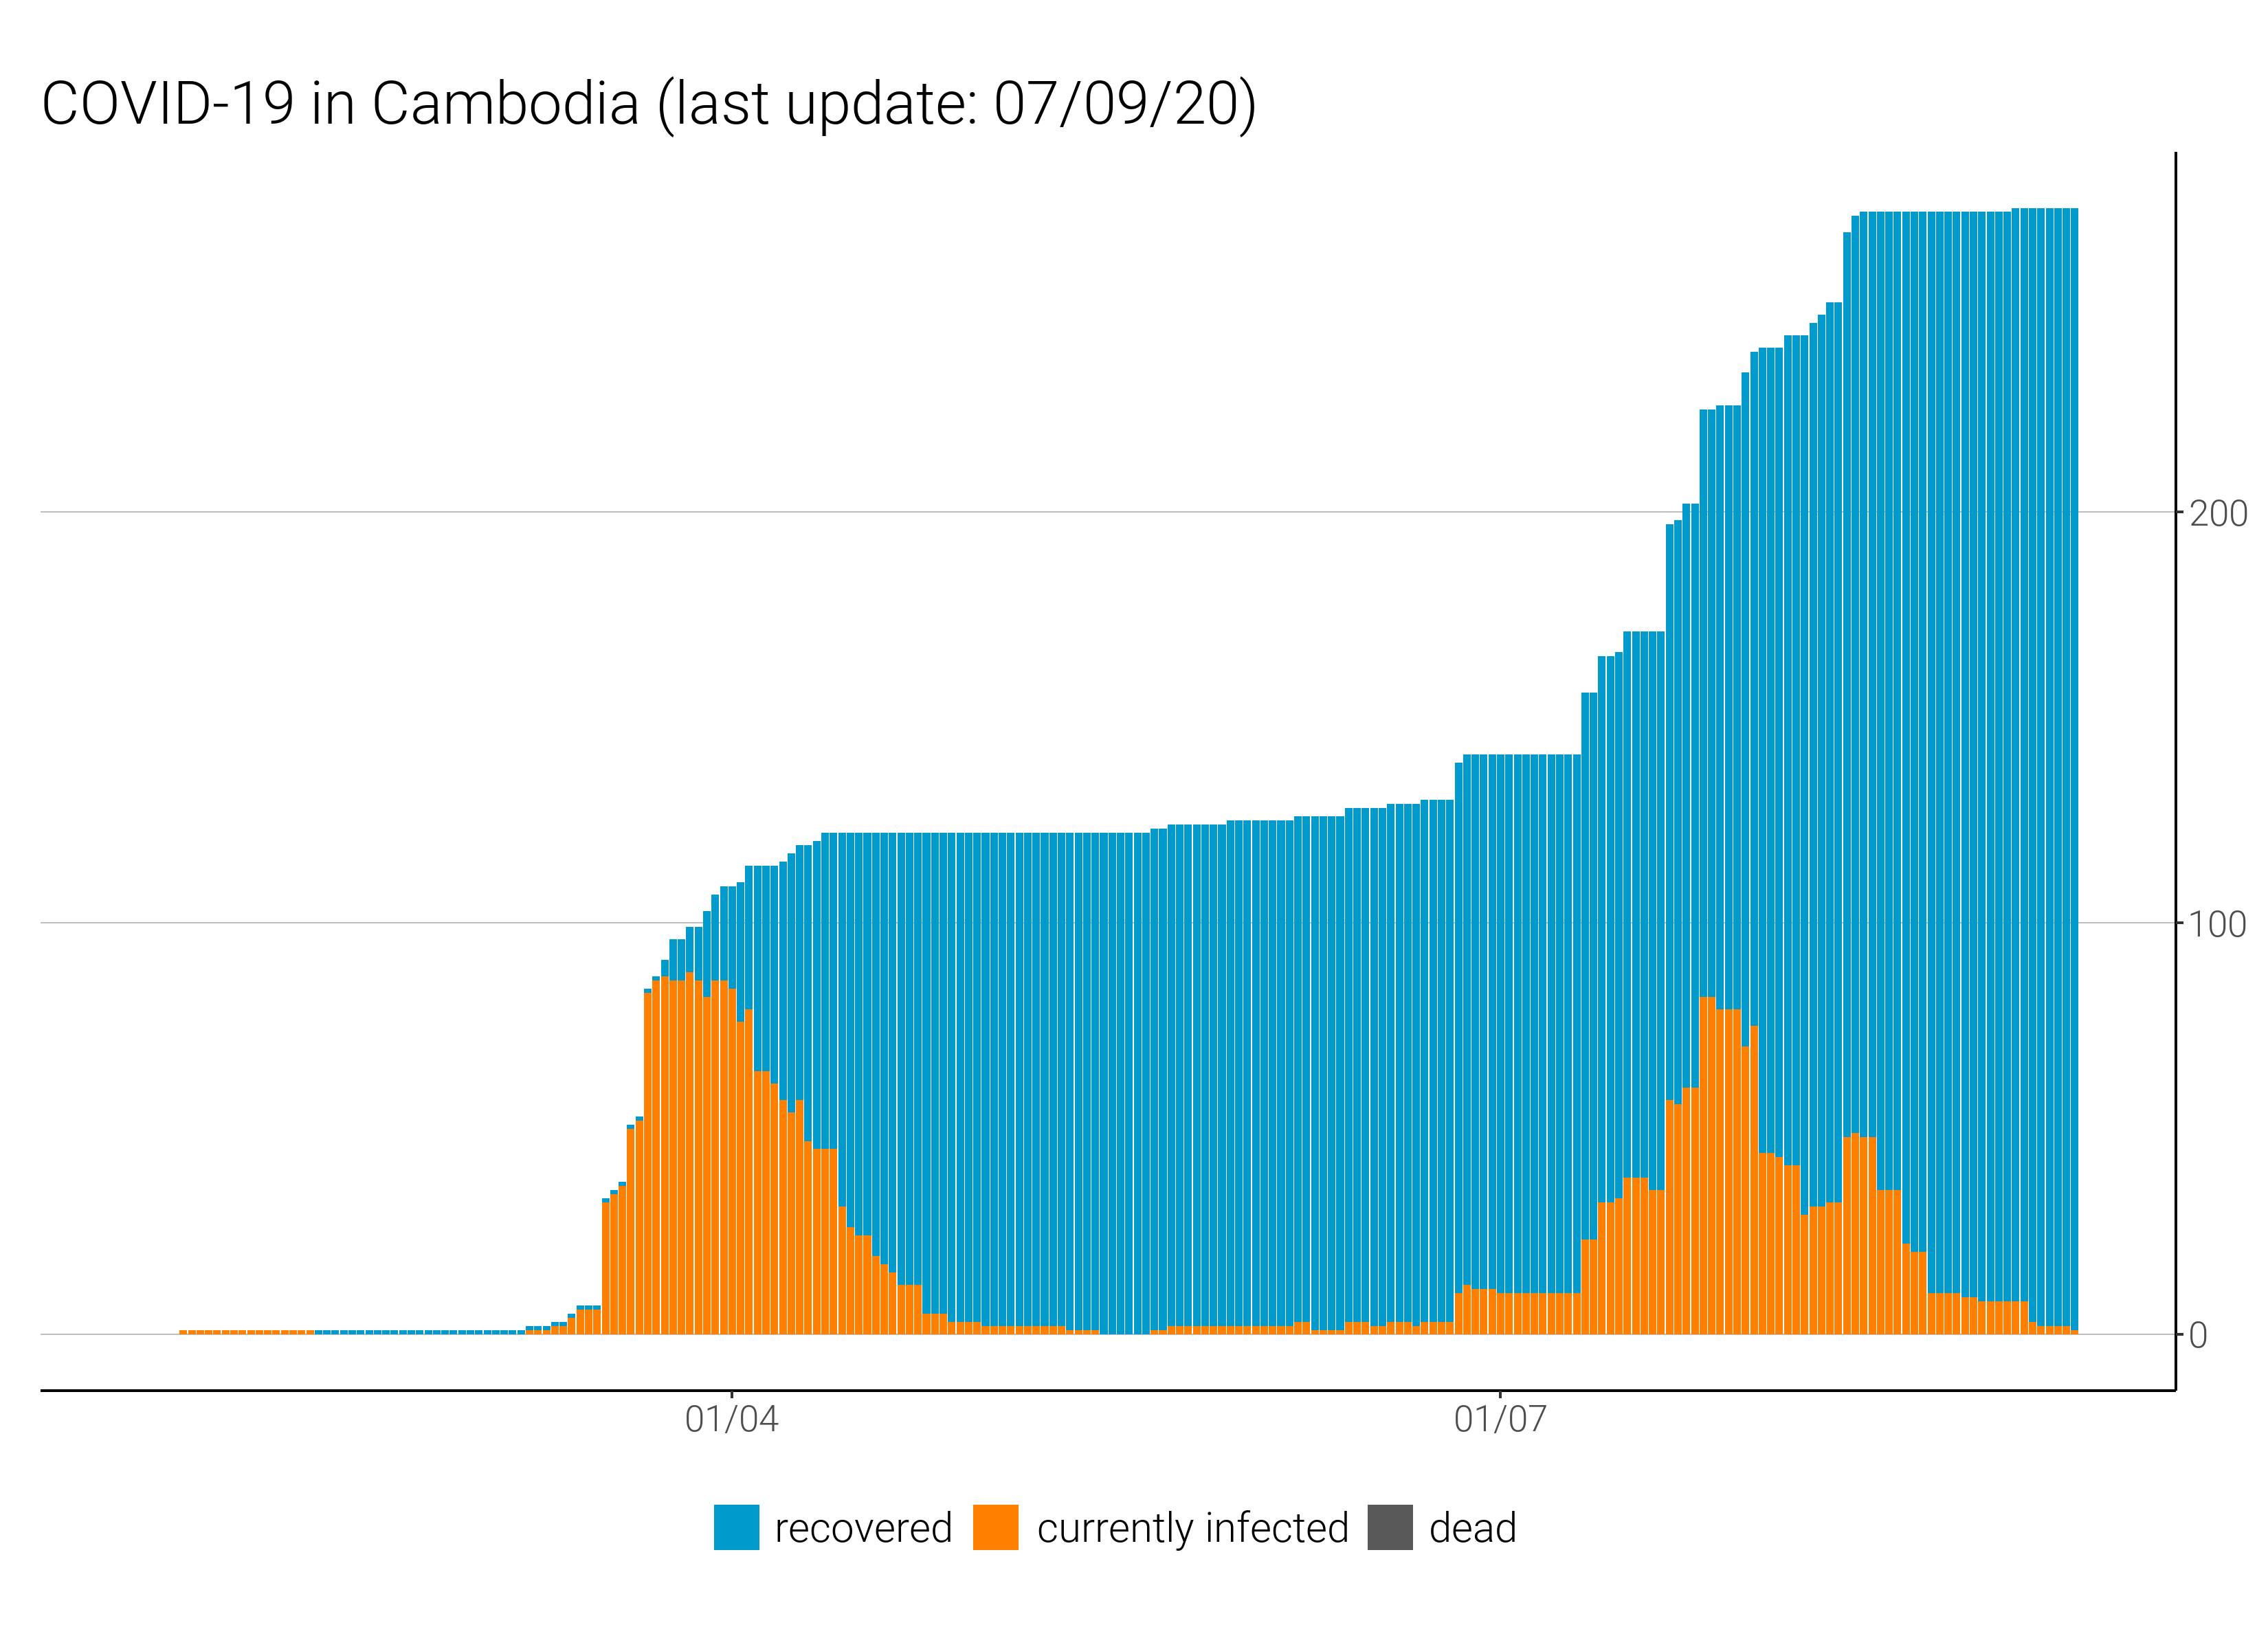 COVID-19 in Cambodia (last update: 07/09/20)
200
100
0
01/04 01/07
recovered currently infected dead